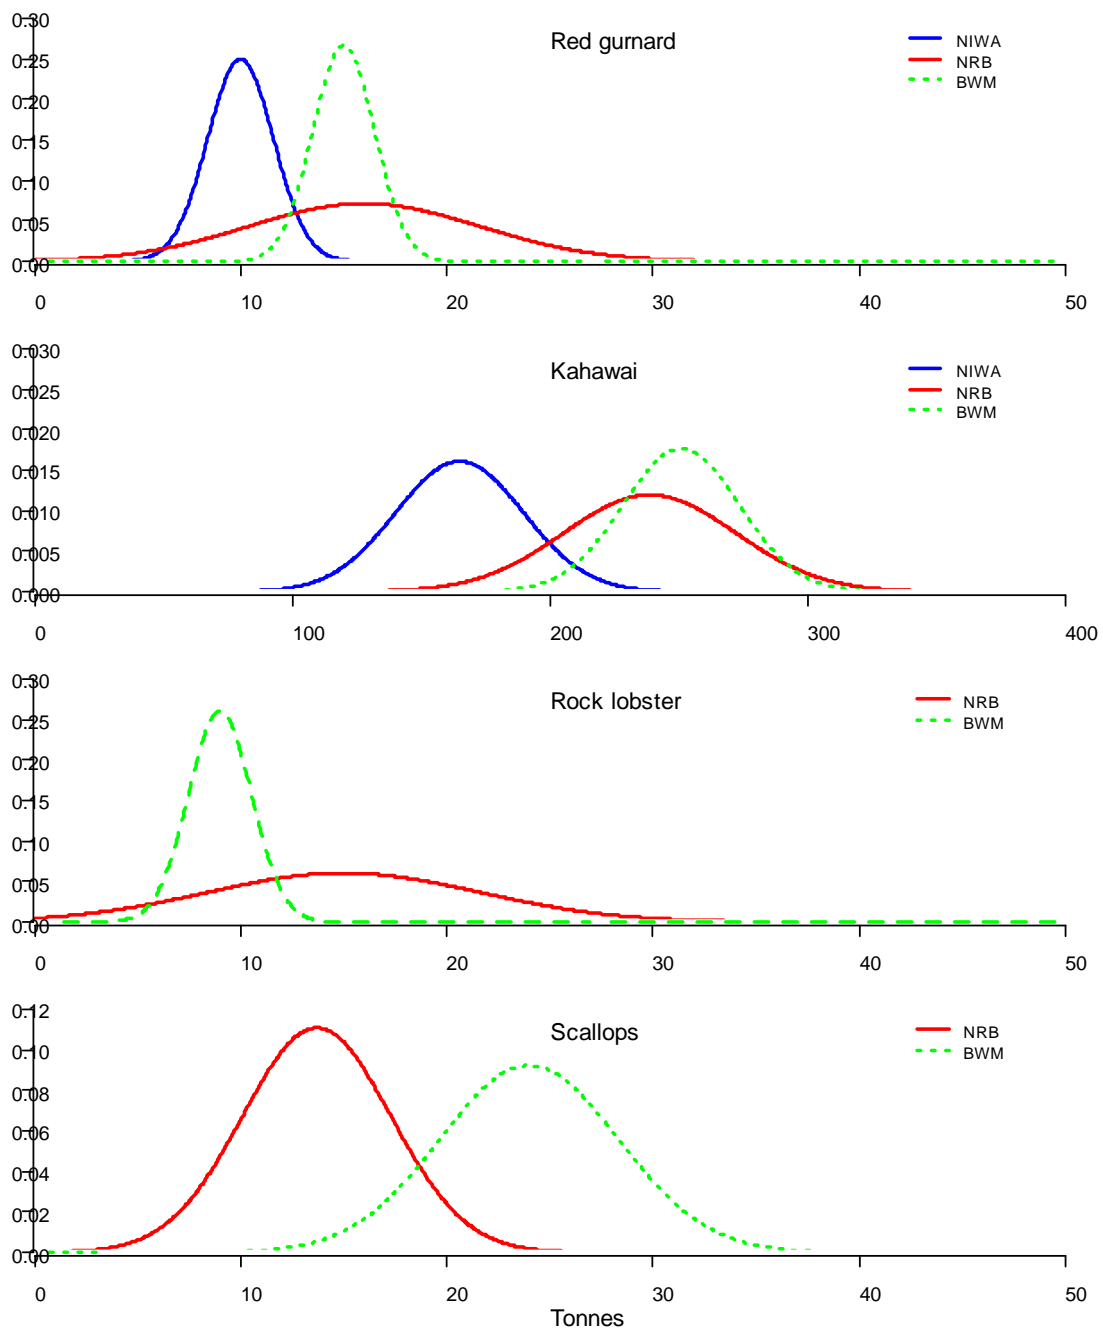 0.30
Red gurnard
NIWA
NRB
BWM
0.25
0.20
0.15
0.10
0.05
0.00
0 10 20 30 40 50
0.030
Kahawai
NIWA
NRB
BWM
0.025
0.020
0.015
0.010
0.005
0.000
0 100 200 300 400
0.30
Rock lobster
NRB
BWM
0.25
0.20
0.15
0.10
0.05
0.00
0 10 20 30 40 50
0.12
Scallops
NRB
BWM
0.10
0.08
0.06
0.04
0.02
0.00
0 10 20 30 40 50
Tonnes